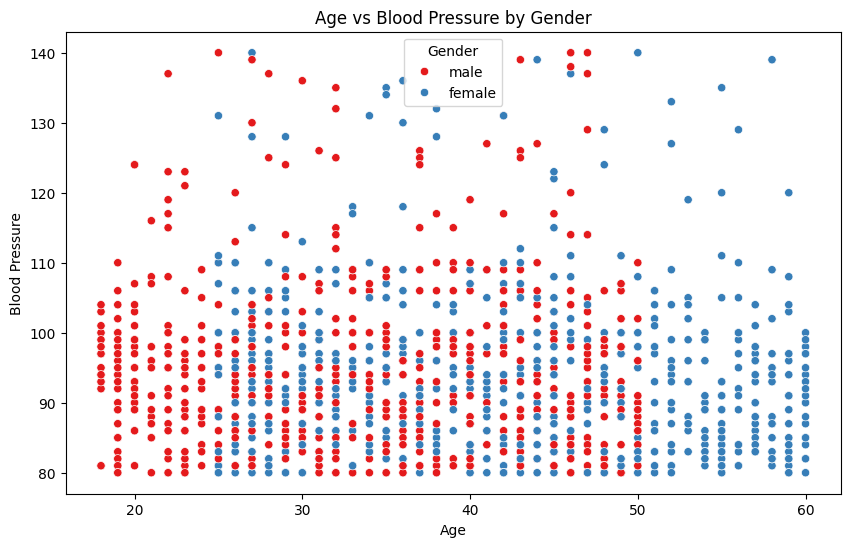 Age vs Blood Pressure by Gender
Gender
male
female
Blood Pressure
140
130
120
110
100
90
80
20
30
40
50
60
Age